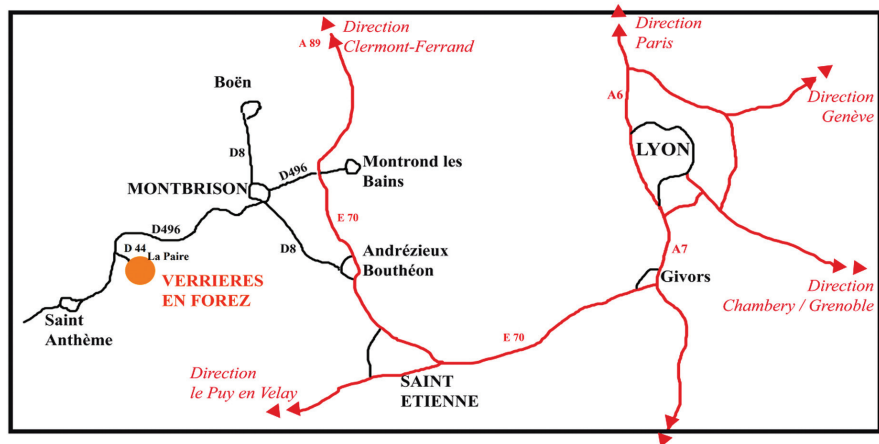 Direction
Clermont-Ferrand
A 89
Direction
Paris
Boën
A6
Direction
Genève
D8
LYON
D496
Montrond les
Bains
MONTBRISON
D496
E 70
D8
Andrézieux
Bouthéon
A7
D 44
La Paire
VERRIERES
EN FOREZ
Givors
Direction
Chambery / Grenoble
Saint
Anthème
E 70
Direction
le Puy en Velay
SAINT
ETIENNE